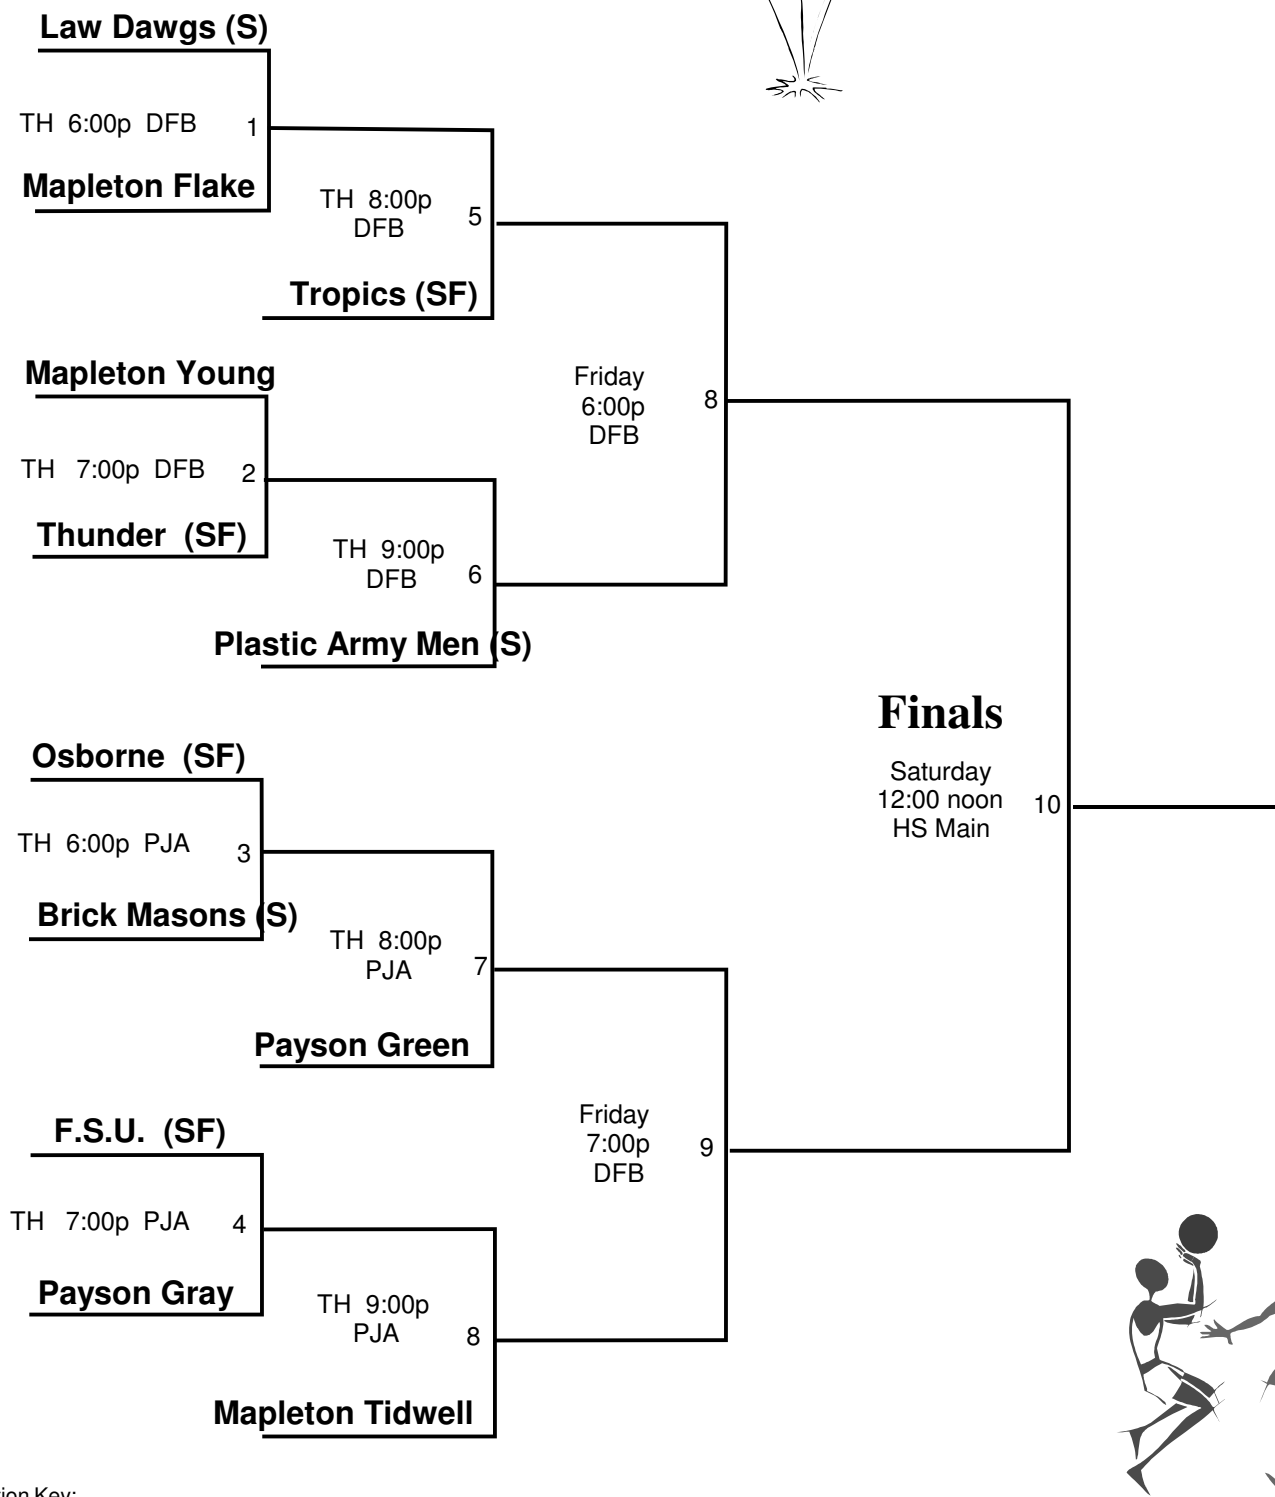 Law Dawgs (S)
TH 6:00p DFB 1
Mapleton Flake
TH 8:00p
DFB
5
Tropics (SF)
Mapleton Young
Friday
6:00p
DFB
8
TH 7:00p DFB 2
Thunder (SF)
TH 9:00p
DFB
6
Plastic Army Men (S)
Finals
Saturday
12:00 noon
HS Main
10
Osborne (SF)
TH 6:00p PJA 3
Brick Masons (S)
TH 8:00p
PJA
7
Payson Green
F.S.U. (SF)
Friday
7:00p
DFB
9
TH 7:00p PJA 4
Payson Gray
TH 9:00p
PJA
8
Mapleton Tidwell
Key: